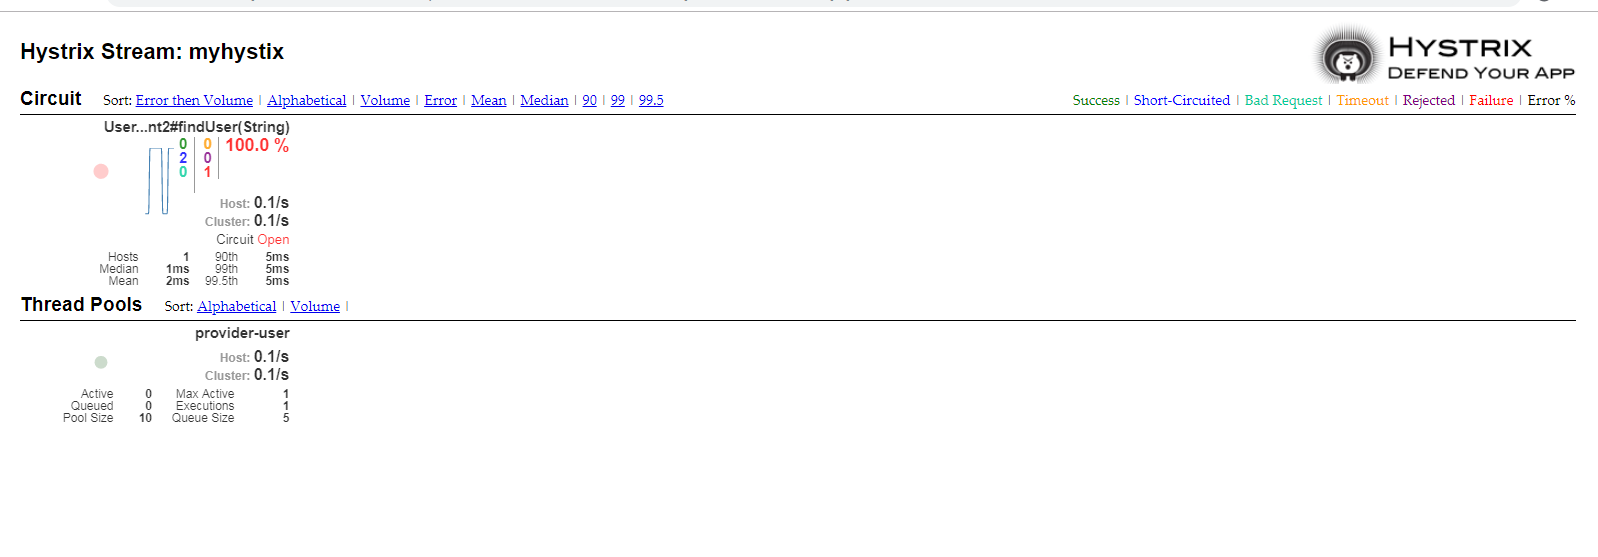 Hystrix Stream: myhystix
HYSTRIX
DEFEND YOUR APP
Circuit Sort: Error then Volume | Alphabetical | Volume | Error | Mean | Median | 90 | 99 | 99.5
Success | Short-Circuited | Bad Request | Timeout | Rejected | Failure | Error %
User...nt2#findUser(String)
0 0 100.0 %
2 0
0 1
Host: 0.1/s
Cluster: 0.1/s
Circuit Open
Hosts 1 90th 5ms
Median 1ms 99th 5ms
Mean 2ms 99.5th 5ms
Thread Pools Sort: Alphabetical | Volume |
provider-user
Host: 0.1/s
Cluster: 0.1/s
Active 0 Max Active 1
Queued 0 Executions 1
Pool Size 10 Queue Size 5